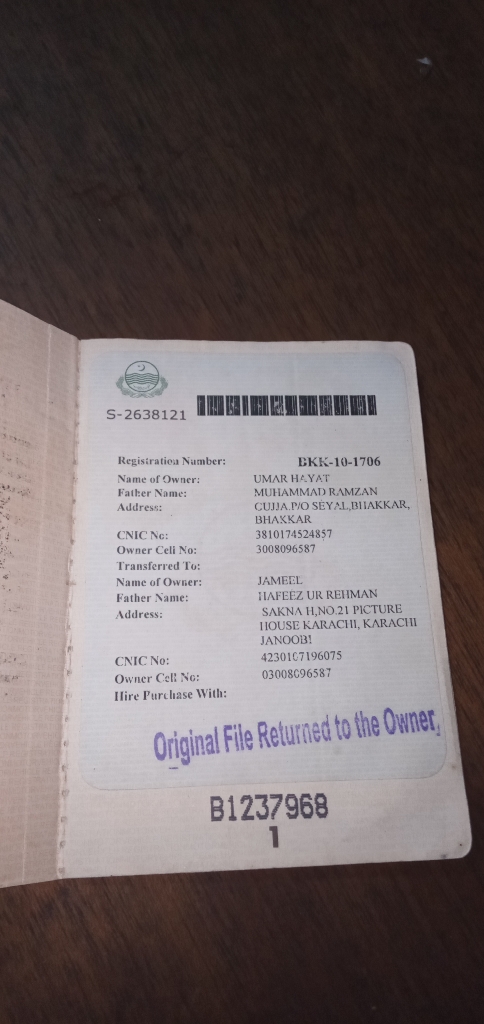 S-2638121
Registration Number: BKK-10-1706
Name of Owner: UMAR HAYAT
Father Name: MUHAMMAD RAMZAN
Address: GUJJA.P/O SEYAL,BHAKKAR,
BHAKKAR
CNIC No: 3810174524857
Owner Cell No: 3008096587
Transferred To:
Name of Owner: JAMEEL
Father Name: HAFEEZ UR REHMAN
Address: SAKNA H,NO.21 PICTURE
HOUSE KARACHI, KARACHI
JANOOBI
CNIC No: 4230107196075
Owner Cell No: 03008096587
Hire Purchase With:
Original File Returned to the Owner,
B1237968
1